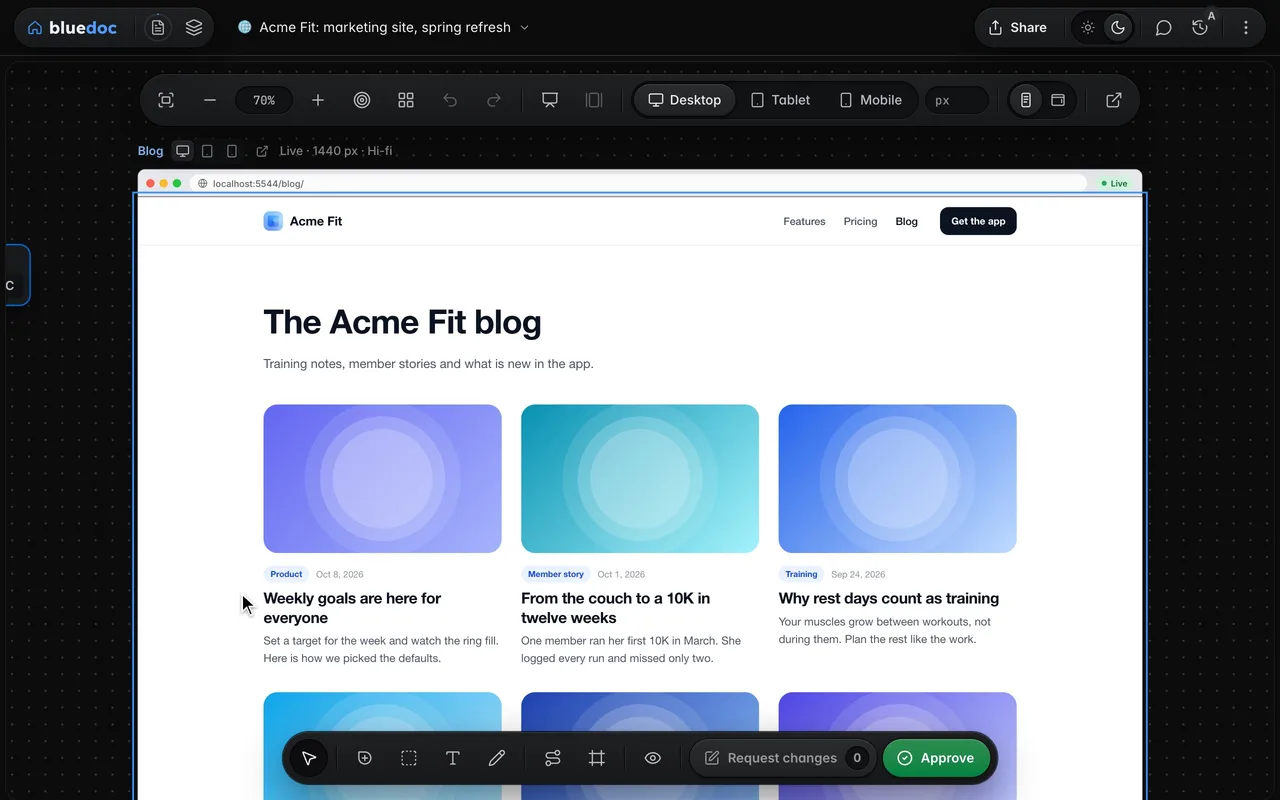 bluedoc
Acme Fit: marketing site, spring refresh
Share
A
70%
Desktop
Tablet
Mobile
px
Blog
Live · 1440 px · Hi-fi
localhost:5544/blog/
Live
Acme Fit
Features
Pricing
Blog
Get the app
C
The Acme Fit blog
Training notes, member stories and what is new in the app.
Product
Oct 8, 2026
Weekly goals are here for
everyone
Set a target for the week and watch the ring fill.
Here is how we picked the defaults.
Member story
Oct 1, 2026
From the couch to a 10K in
twelve weeks
One member ran her first 10K in March. She
logged every run and missed only two.
Training
Sep 24, 2026
Why rest days count as training
Your muscles grow between workouts, not
during them. Plan the rest like the work.
Request changes
0
Approve